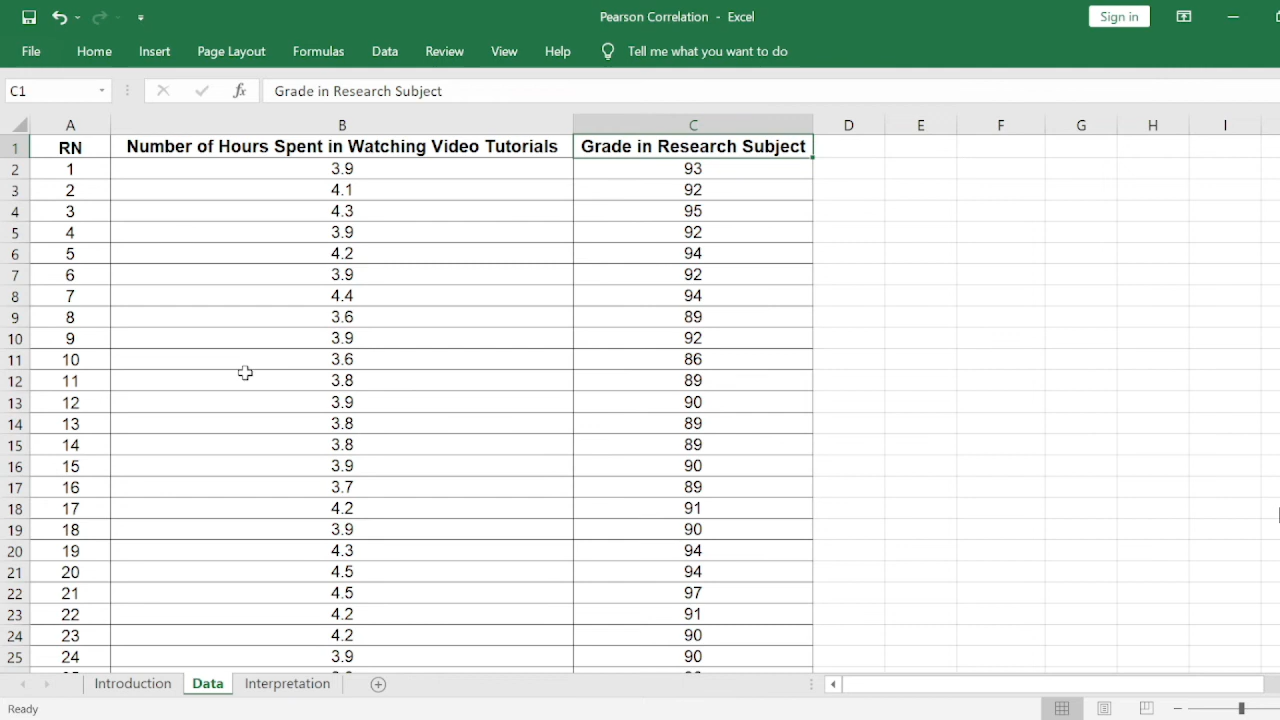 Pearson Correlation - Excel
Sign in
File Home Insert Page Layout Formulas Data Review View Help Tell me what you want to do
C1 fx Grade in Research Subject
A B C D E F G H I
1 RN Number of Hours Spent in Watching Video Tutorials Grade in Research Subject
2 1 3.9 93
3 2 4.1 92
4 3 4.3 95
5 4 3.9 92
6 5 4.2 94
7 6 3.9 92
8 7 4.4 94
9 8 3.6 89
10 9 3.9 92
11 10 3.6 86
12 11 3.8 89
13 12 3.9 90
14 13 3.8 89
15 14 3.8 89
16 15 3.9 90
17 16 3.7 89
18 17 4.2 91
19 18 3.9 90
20 19 4.3 94
21 20 4.5 94
22 21 4.5 97
23 22 4.2 91
24 23 4.2 90
25 24 3.9 90
Introduction Data Interpretation
Ready